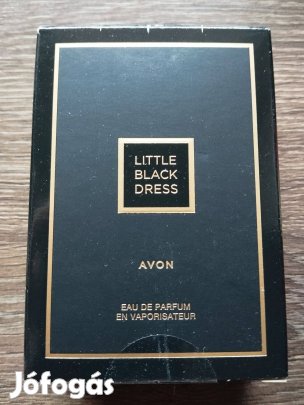 LITTLE
BLACK
DRESS
AVON
EAU DE PARFUM
EN VAPORISATEUR
Jófogás